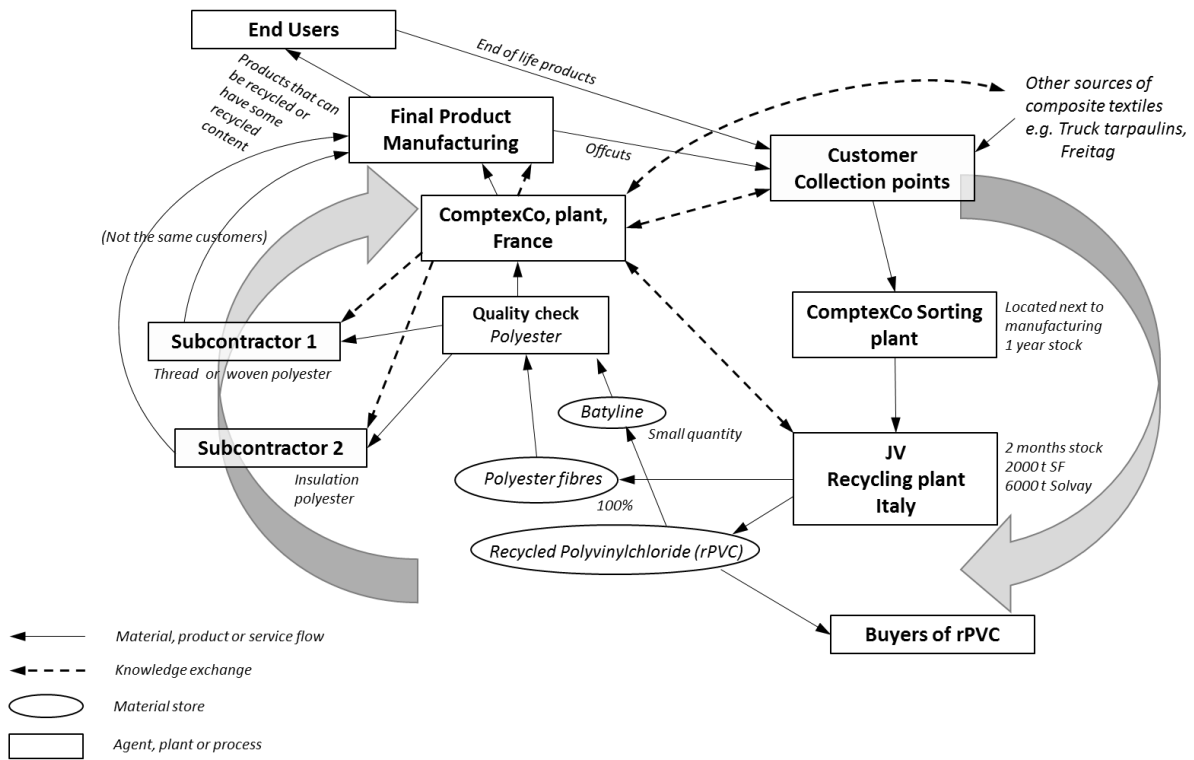 End Users
End of life products
Products that can
be recycled or
have some
recycled
content
Final Product
Manufacturing
Offcuts
Other sources of
composite textiles
e.g. Truck tarpaulins,
Freitag
Customer
Collection points
ComptexCo, plant,
France
(Not the same customers)
Quality check
Polyester
ComptexCo Sorting
plant
Located next to
manufacturing
1 year stock
Subcontractor 1
Thread or woven polyester
Batyline
Small quantity
Subcontractor 2
Insulation
polyester
Polyester fibres
100%
JV
Recycling plant
Italy
2 months stock
2000 t SF
6000 t Solvay
Recycled Polyvinylchloride (rPVC)
Buyers of rPVC
Material, product or service flow
Knowledge exchange
Material store
Agent, plant or process